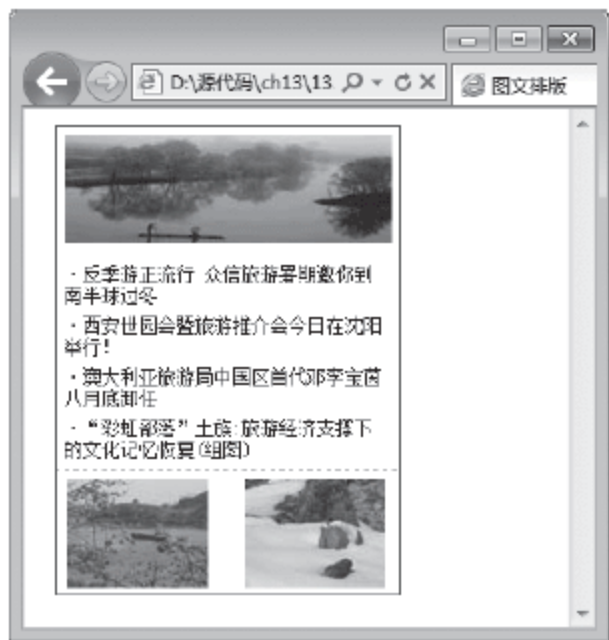 D:\源代码\ch13\13
图文排版
·反季游正流行 众信旅游暑期邀你到
南半球过冬
·西安世园会暨旅游推介会今日在沈阳
举行!
·澳大利亚旅游局中国区首代邓李宝茵
八月底卸任
·“彩虹部落”土族:旅游经济支撑下
的文化记忆恢复(组图)